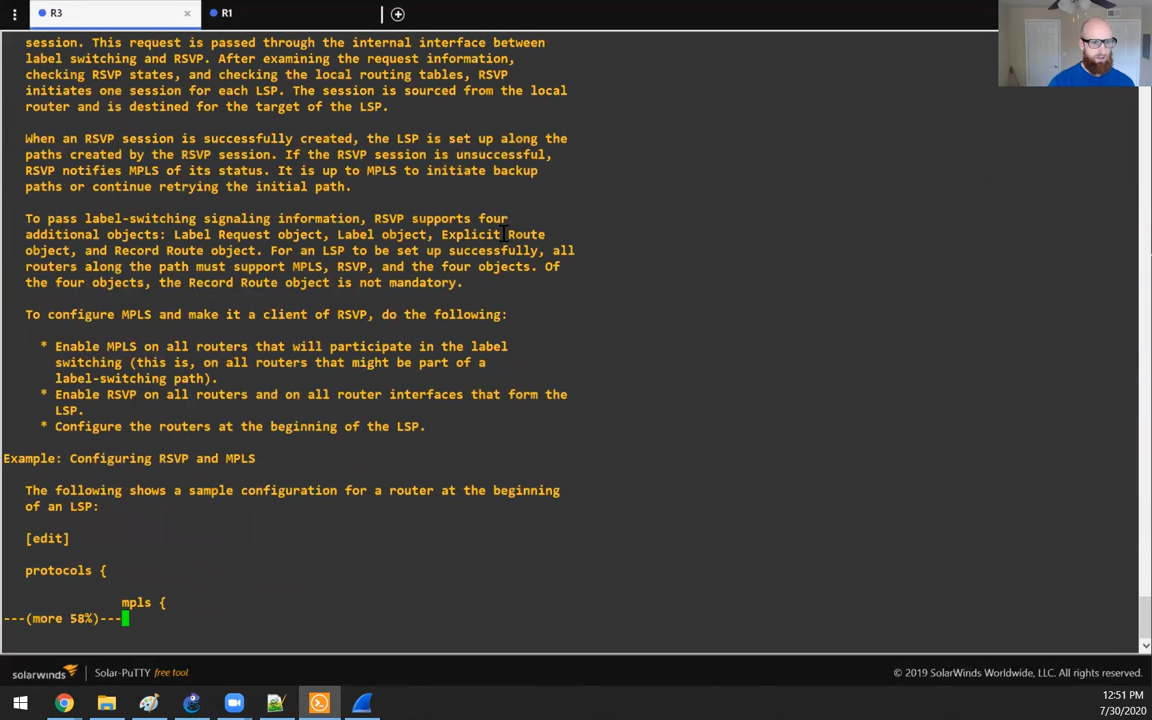 R3
R1
session. This request is passed through the internal interface between
label switching and RSVP. After examining the request information,
checking RSVP states, and checking the local routing tables, RSVP
initiates one session for each LSP. The session is sourced from the local
router and is destined for the target of the LSP.
When an RSVP session is successfully created, the LSP is set up along the
paths created by the RSVP session. If the RSVP session is unsuccessful,
RSVP notifies MPLS of its status. It is up to MPLS to initiate backup
paths or continue retrying the initial path.
To pass label-switching signaling information, RSVP supports four
additional objects: Label Request object, Label object, Explicit Route
object, and Record Route object. For an LSP to be set up successfully, all
routers along the path must support MPLS, RSVP, and the four objects. Of
the four objects, the Record Route object is not mandatory.
To configure MPLS and make it a client of RSVP, do the following:
* Enable MPLS on all routers that will participate in the label
switching (this is, on all routers that might be part of a
label-switching path).
* Enable RSVP on all routers and on all router interfaces that form the
LSP.
* Configure the routers at the beginning of the LSP.
Example: Configuring RSVP and MPLS
The following shows a sample configuration for a router at the beginning
of an LSP:
[edit]
protocols {
mpls {
---(more 58%)---
solarwinds Solar-PuTTY free tool © 2019 SolarWinds Worldwide, LLC. All rights reserved.
12:51 PM
7/30/2020